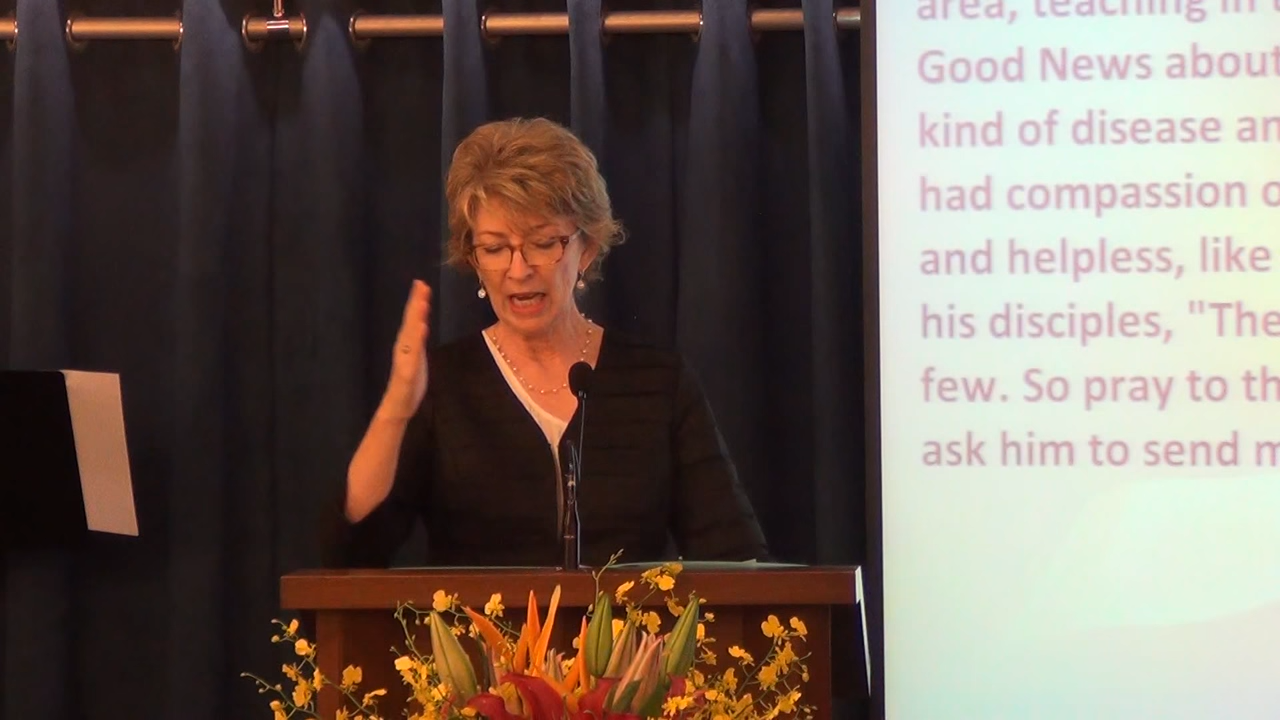 area, teaching in
Good News about
kind of disease an
had compassion o
and helpless, like
his disciples, "The
few. So pray to th
ask him to send m